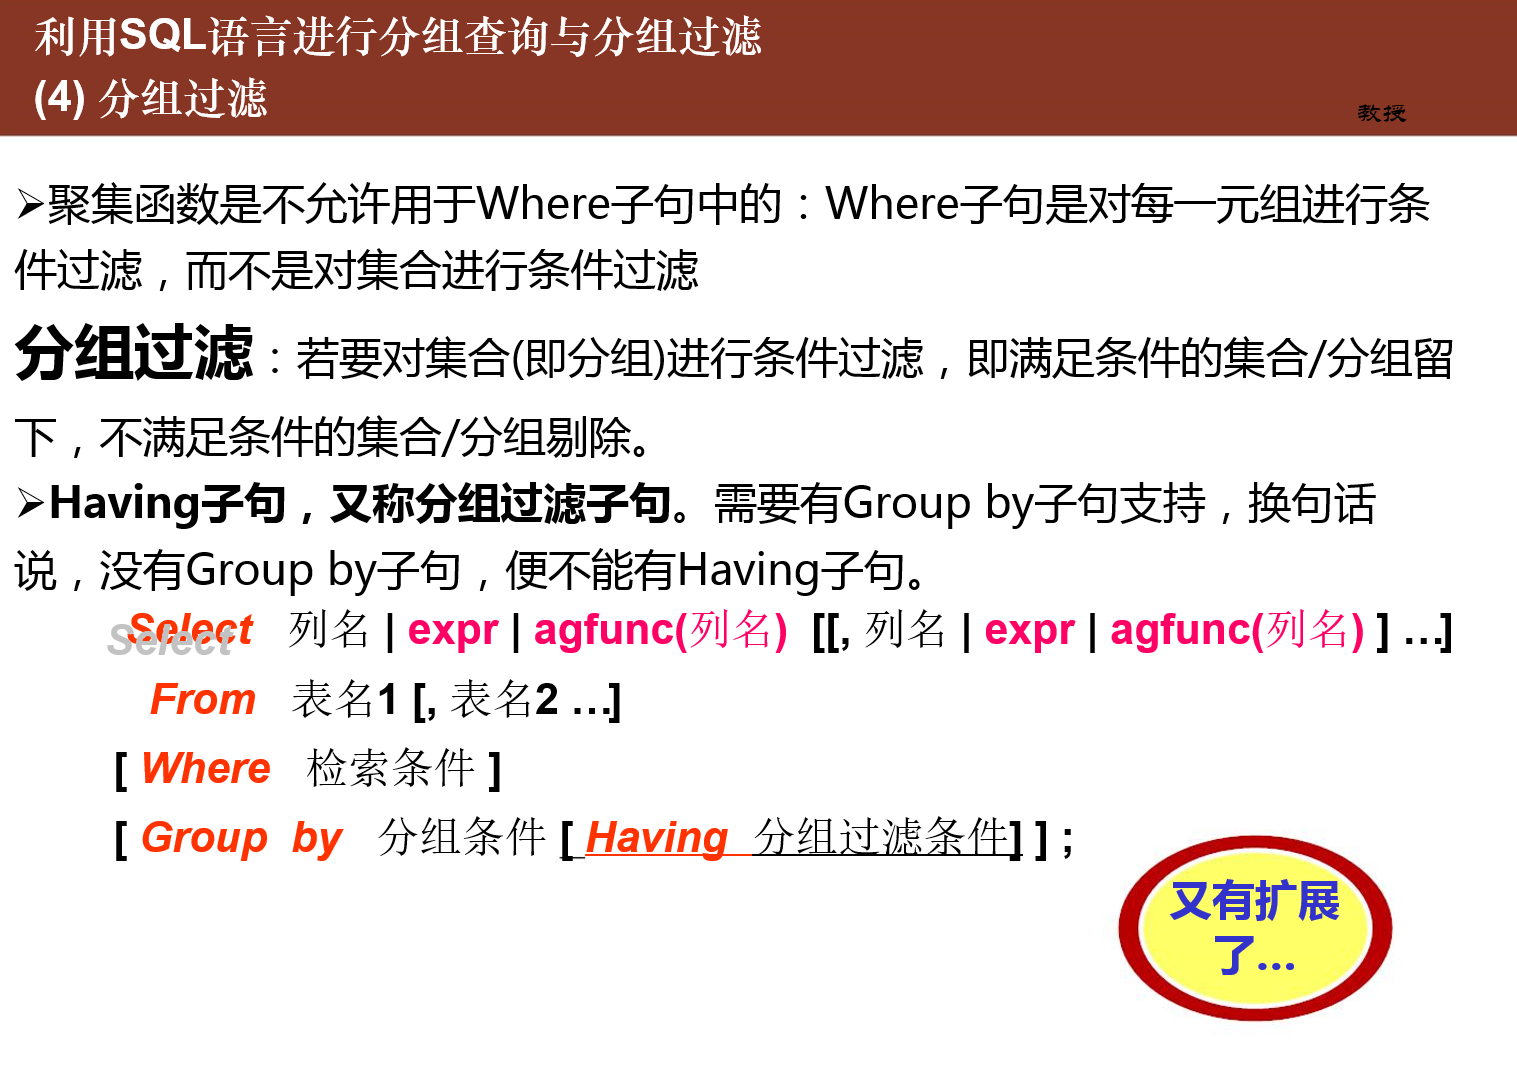 利用SQL语言进行分组查询与分组过滤
(4) 分组过滤
教授
➢聚集函数是不允许用于Where子句中的：Where子句是对每一元组进行条
件过滤，而不是对集合进行条件过滤
分组过滤：若要对集合(即分组)进行条件过滤，即满足条件的集合/分组留
下，不满足条件的集合/分组剔除。
➢Having子句，又称分组过滤子句。需要有Group by子句支持，换句话
说，没有Group by子句，便不能有Having子句。
Select 列名 | expr | agfunc(列名) [[, 列名 | expr | agfunc(列名) ] …]
From 表名1 [, 表名2 …]
[ Where 检索条件 ]
[ Group by 分组条件 [ Having 分组过滤条件] ] ;
又有扩展
了…